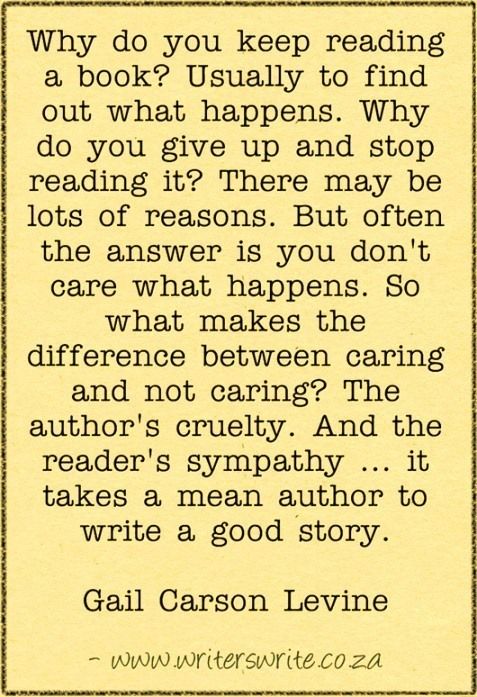 Why do you keep reading
a book? Usually to find
out what happens. Why
do you give up and stop
reading it? There may be
lots of reasons. But often
the answer is you don't
care what happens. So
what makes the
difference between caring
and not caring? The
author's cruelty. And the
reader's sympathy ... it
takes a mean author to
write a good story.
Gail Carson Levine
- www.writerswrite.co.za